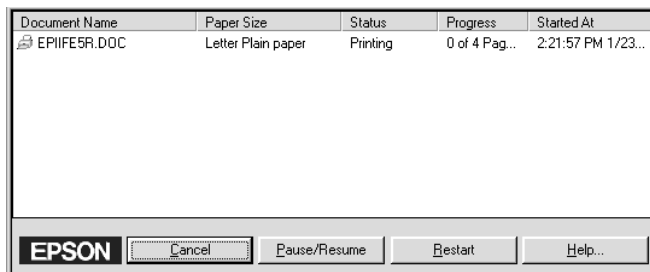 Document Name Paper Size Status Progress Started At
EPIIFE5R.DOC Letter Plain paper Printing 0 of 4 Pag... 2:21:57 PM 1/23...
EPSON Cancel Pause/Resume Restart Help...